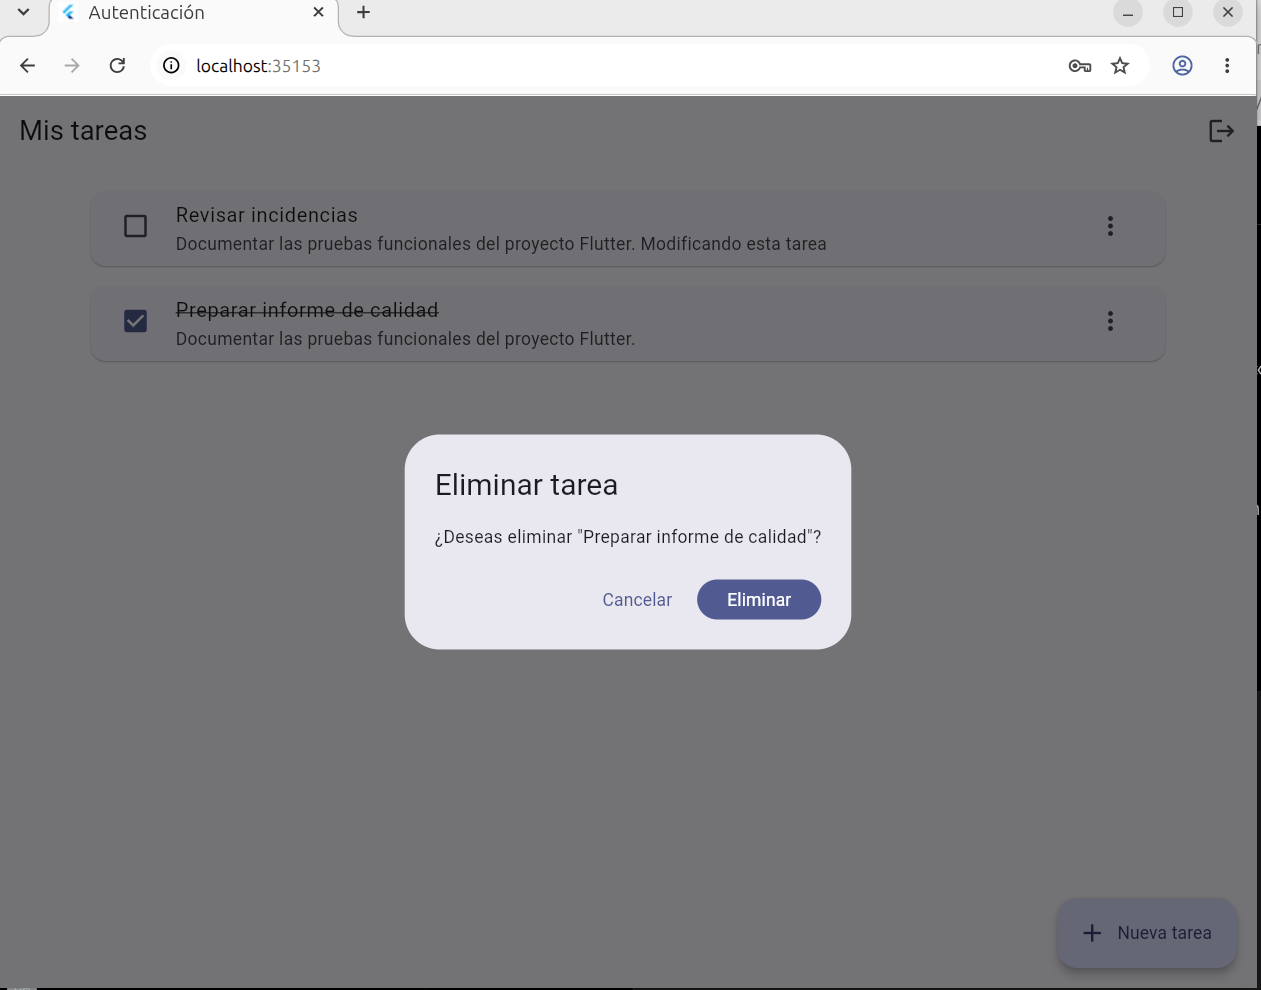 Autenticación
localhost:35153
Mis tareas
Revisar incidencias
Documentar las pruebas funcionales del proyecto Flutter. Modificando esta tarea
Preparar informe de calidad
Documentar las pruebas funcionales del proyecto Flutter.
Eliminar tarea
¿Deseas eliminar "Preparar informe de calidad"?
Cancelar
Eliminar
Nueva tarea